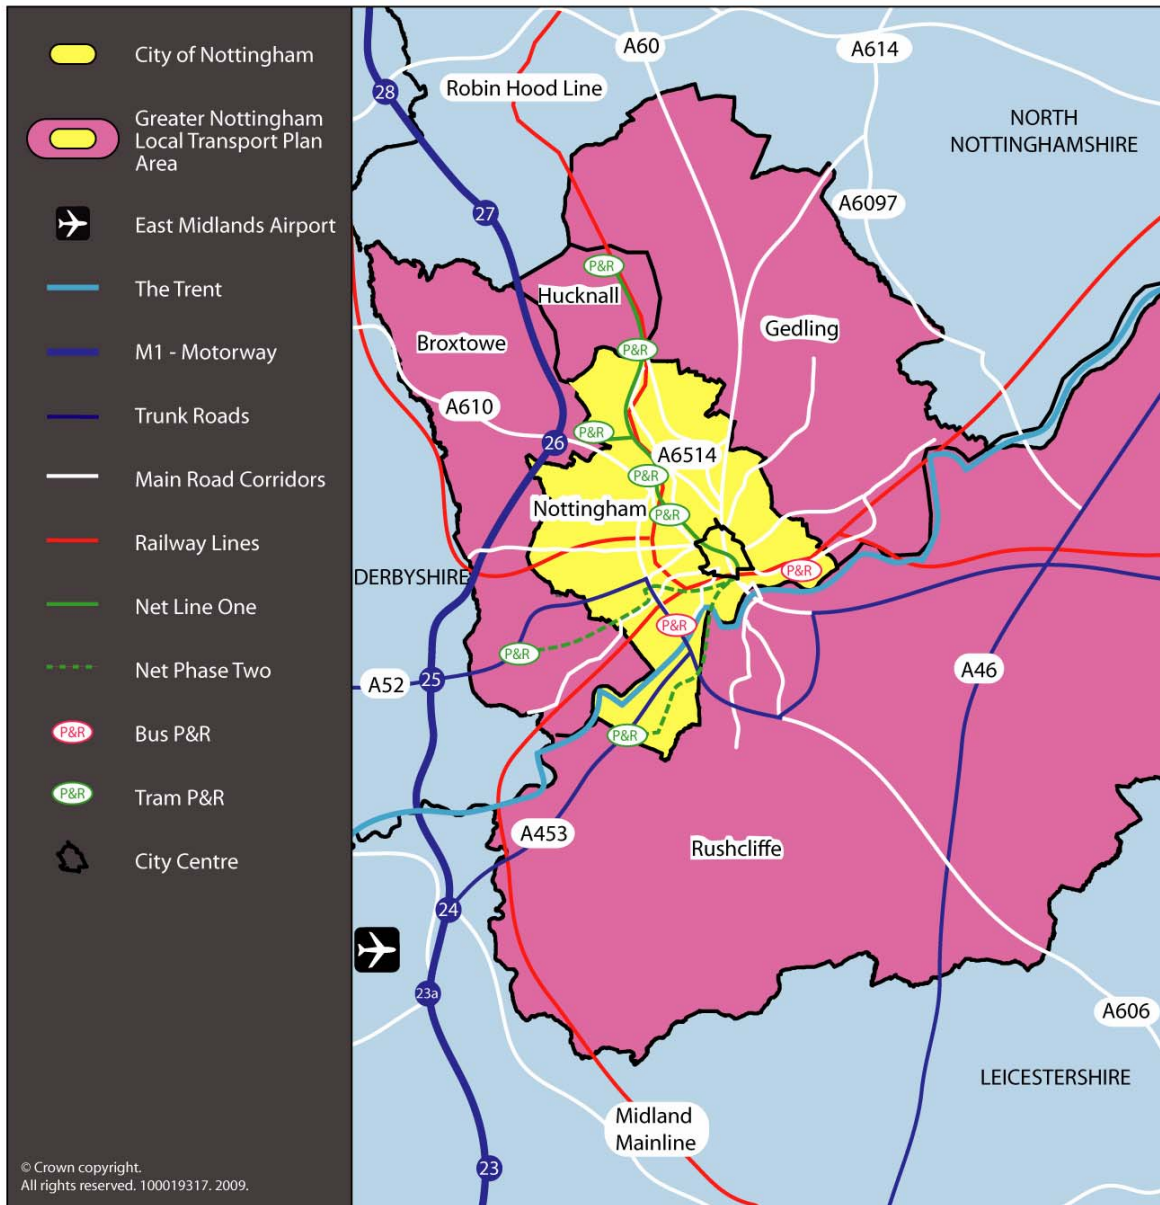 City of Nottingham
Greater Nottingham
Local Transport Plan
Area
East Midlands Airport
The Trent
M1 - Motorway
Trunk Roads
Main Road Corridors
Railway Lines
Net Line One
Net Phase Two
P&R
Bus P&R
P&R
Tram P&R
City Centre
© Crown copyright.
All rights reserved. 100019317. 2009.
A60
A614
28
Robin Hood Line
NORTH
NOTTINGHAMSHIRE
27
A6097
P&R
Hucknall
Gedling
Broxtowe
P&R
A610
26
P&R
A6514
P&R
Nottingham
P&R
DERBYSHIRE
P&R
P&R
P&R
A52
25
A46
P&R
A453
Rushcliffe
24
23a
A606
LEICESTERSHIRE
Midland
Mainline
23